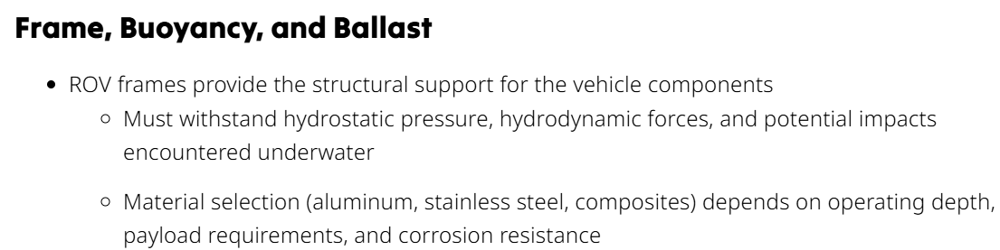 Frame, Buoyancy, and Ballast
• ROV frames provide the structural support for the vehicle components
◦ Must withstand hydrostatic pressure, hydrodynamic forces, and potential impacts
encountered underwater
◦ Material selection (aluminum, stainless steel, composites) depends on operating depth,
payload requirements, and corrosion resistance